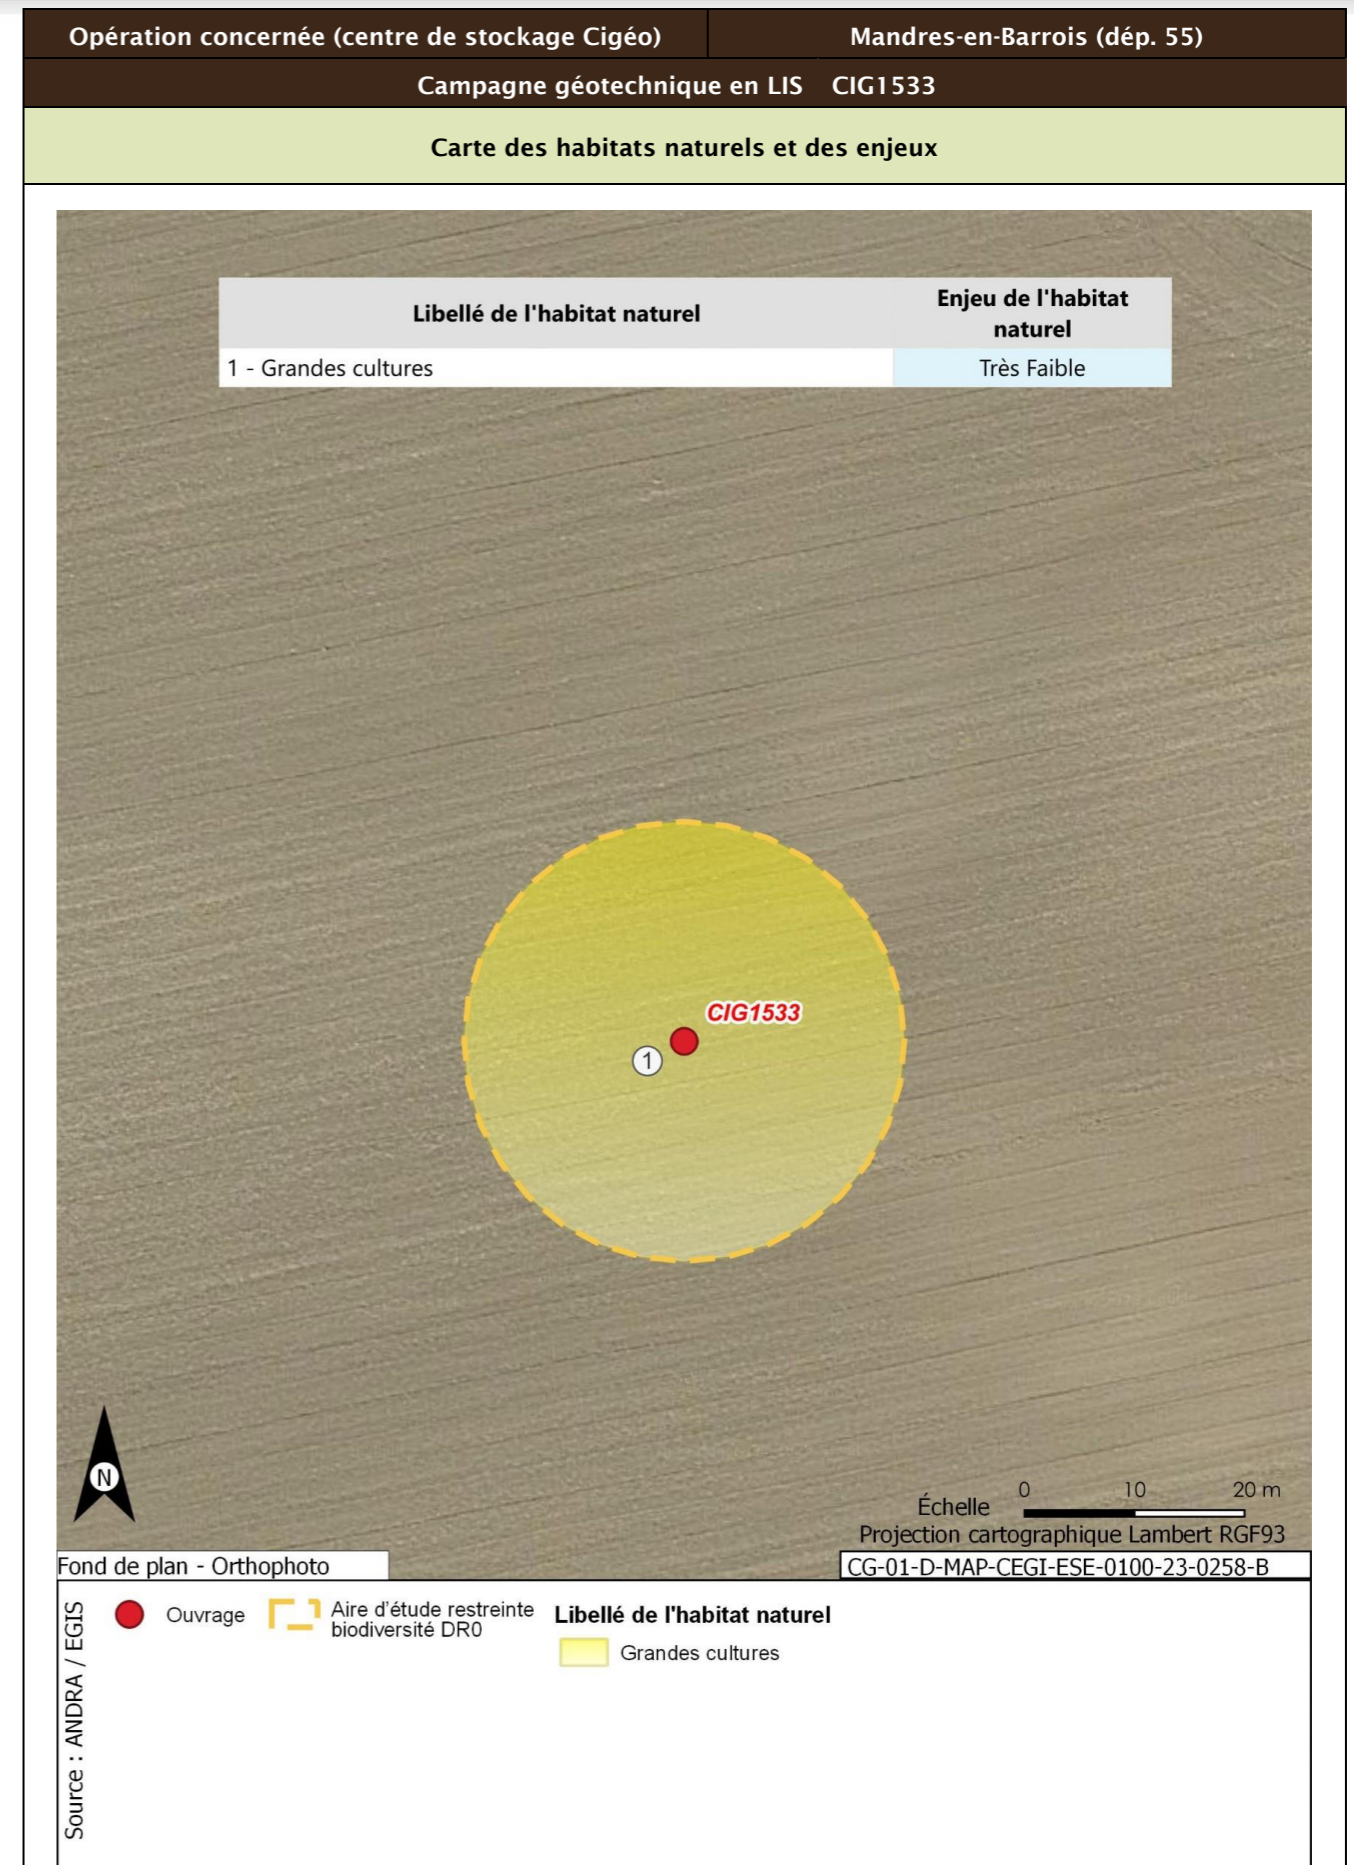 Opération concernée (centre de stockage Cigéo) Mandres-en-Barrois (dép. 55)
Campagne géotechnique en LIS CIG1533
Carte des habitats naturels et des enjeux
Libellé de l'habitat naturel Enjeu de l'habitat naturel
1 - Grandes cultures Très Faible
CIG1533
1
N
Échelle 0 10 20 m
Projection cartographique Lambert RGF93
Fond de plan - Orthophoto
CG-01-D-MAP-CEGI-ESE-0100-23-0258-B
Source : ANDRA / EGIS
Ouvrage
Aire d'étude restreinte
biodiversité DR0
Libellé de l'habitat naturel
Grandes cultures